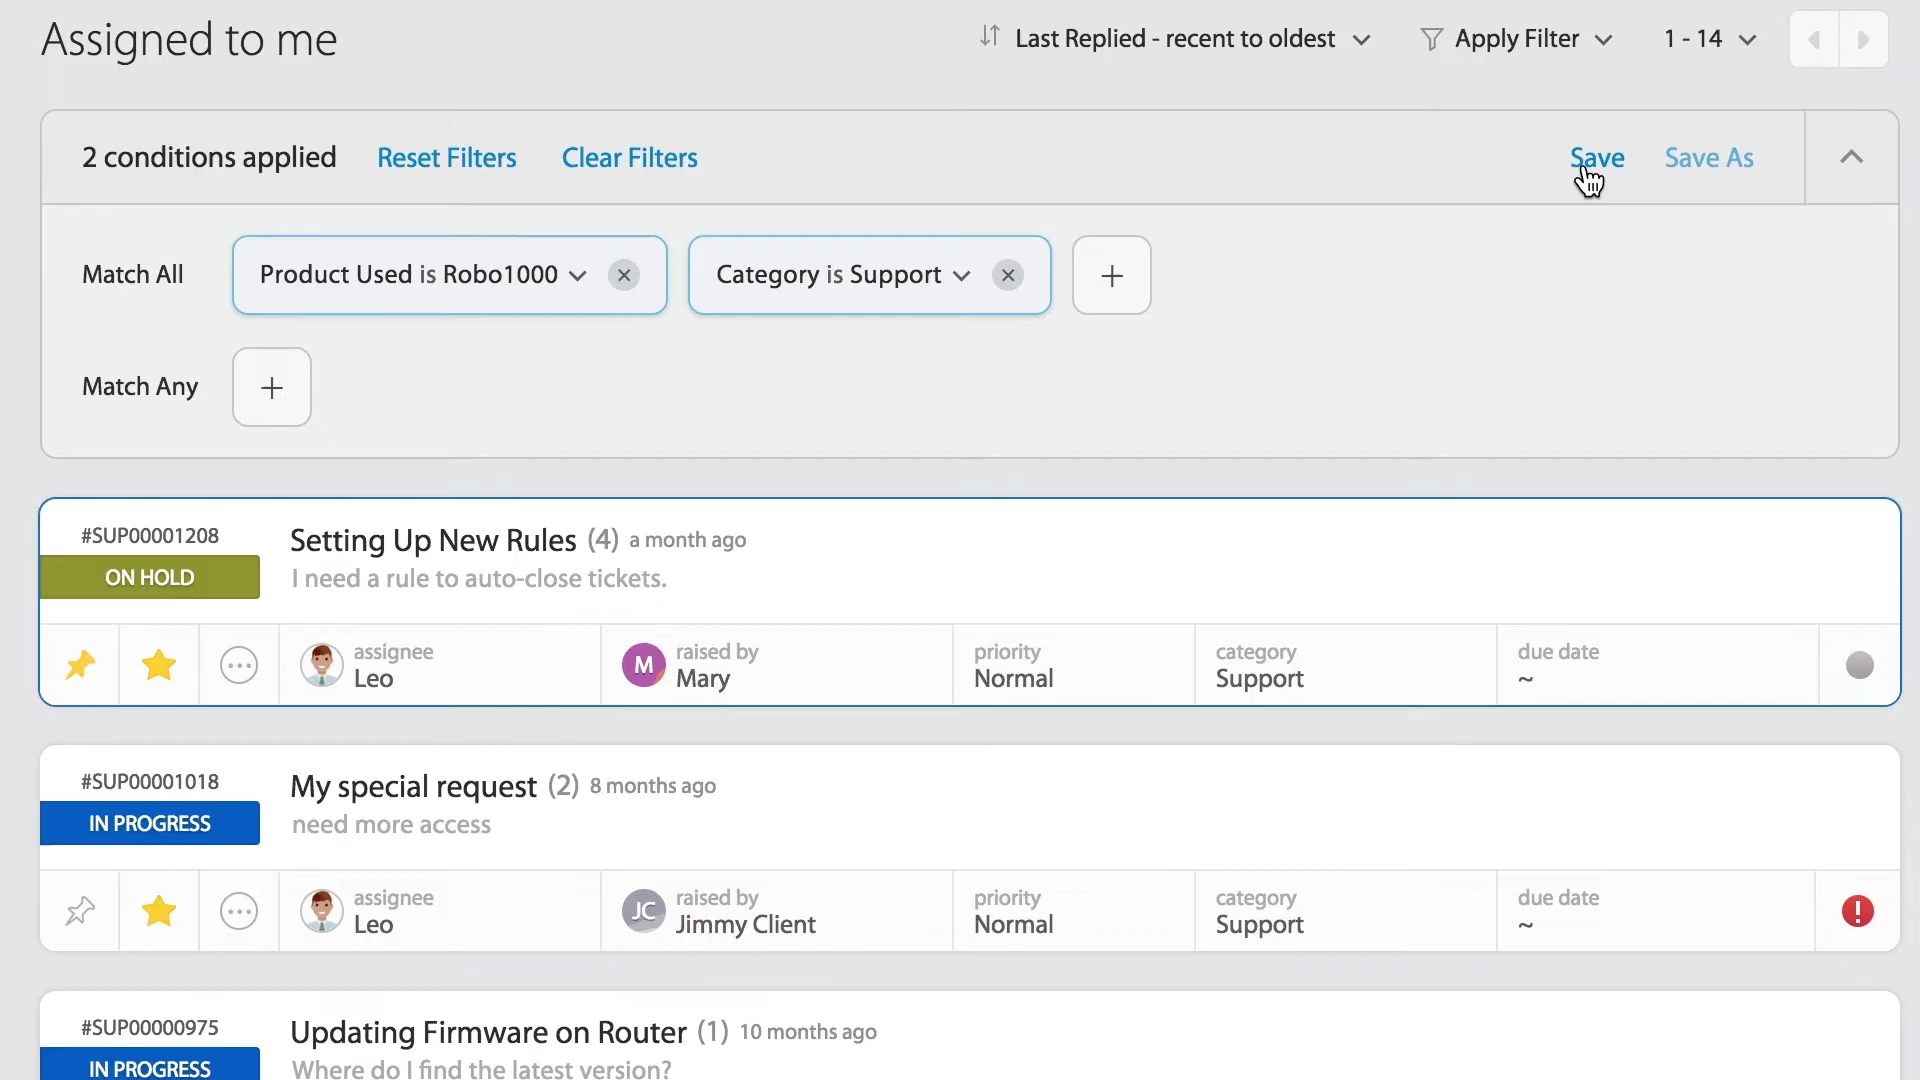 Assigned to me
Last Replied - recent to oldest
Apply Filter
1 - 14
2 conditions applied
Reset Filters
Clear Filters
Save
Save As
Match All
Product Used is Robo1000
Category is Support
Match Any
#SUP00001208
Setting Up New Rules (4) a month ago
ON HOLD
I need a rule to auto-close tickets.
assignee
Leo
M
raised by
Mary
priority
Normal
category
Support
due date
~
#SUP00001018
My special request (2) 8 months ago
IN PROGRESS
need more access
assignee
Leo
JC
raised by
Jimmy Client
priority
Normal
category
Support
due date
~
#SUP00000975
Updating Firmware on Router (1) 10 months ago
IN PROGRESS
Where do I find the latest version?